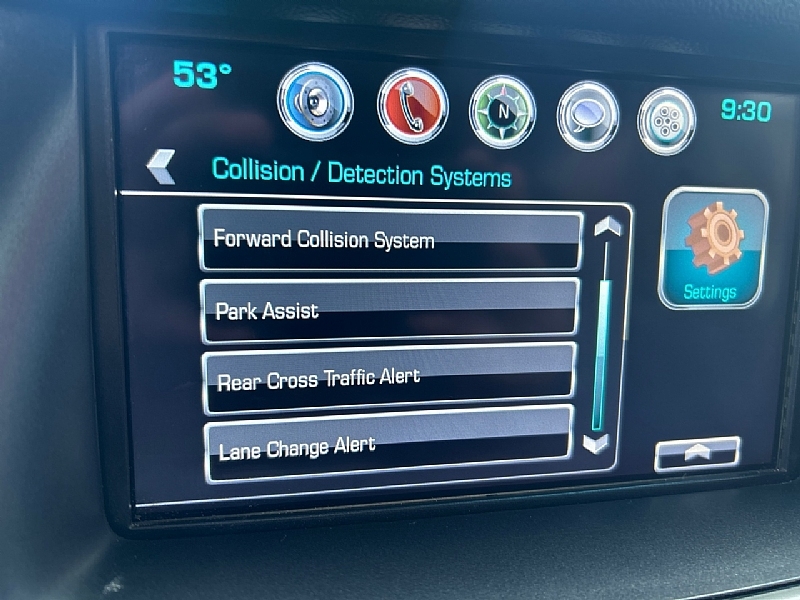 53°
N
9:30
Collision / Detection Systems
Forward Collision System
Park Assist
Rear Cross Traffic Alert
Lane Change Alert
Settings